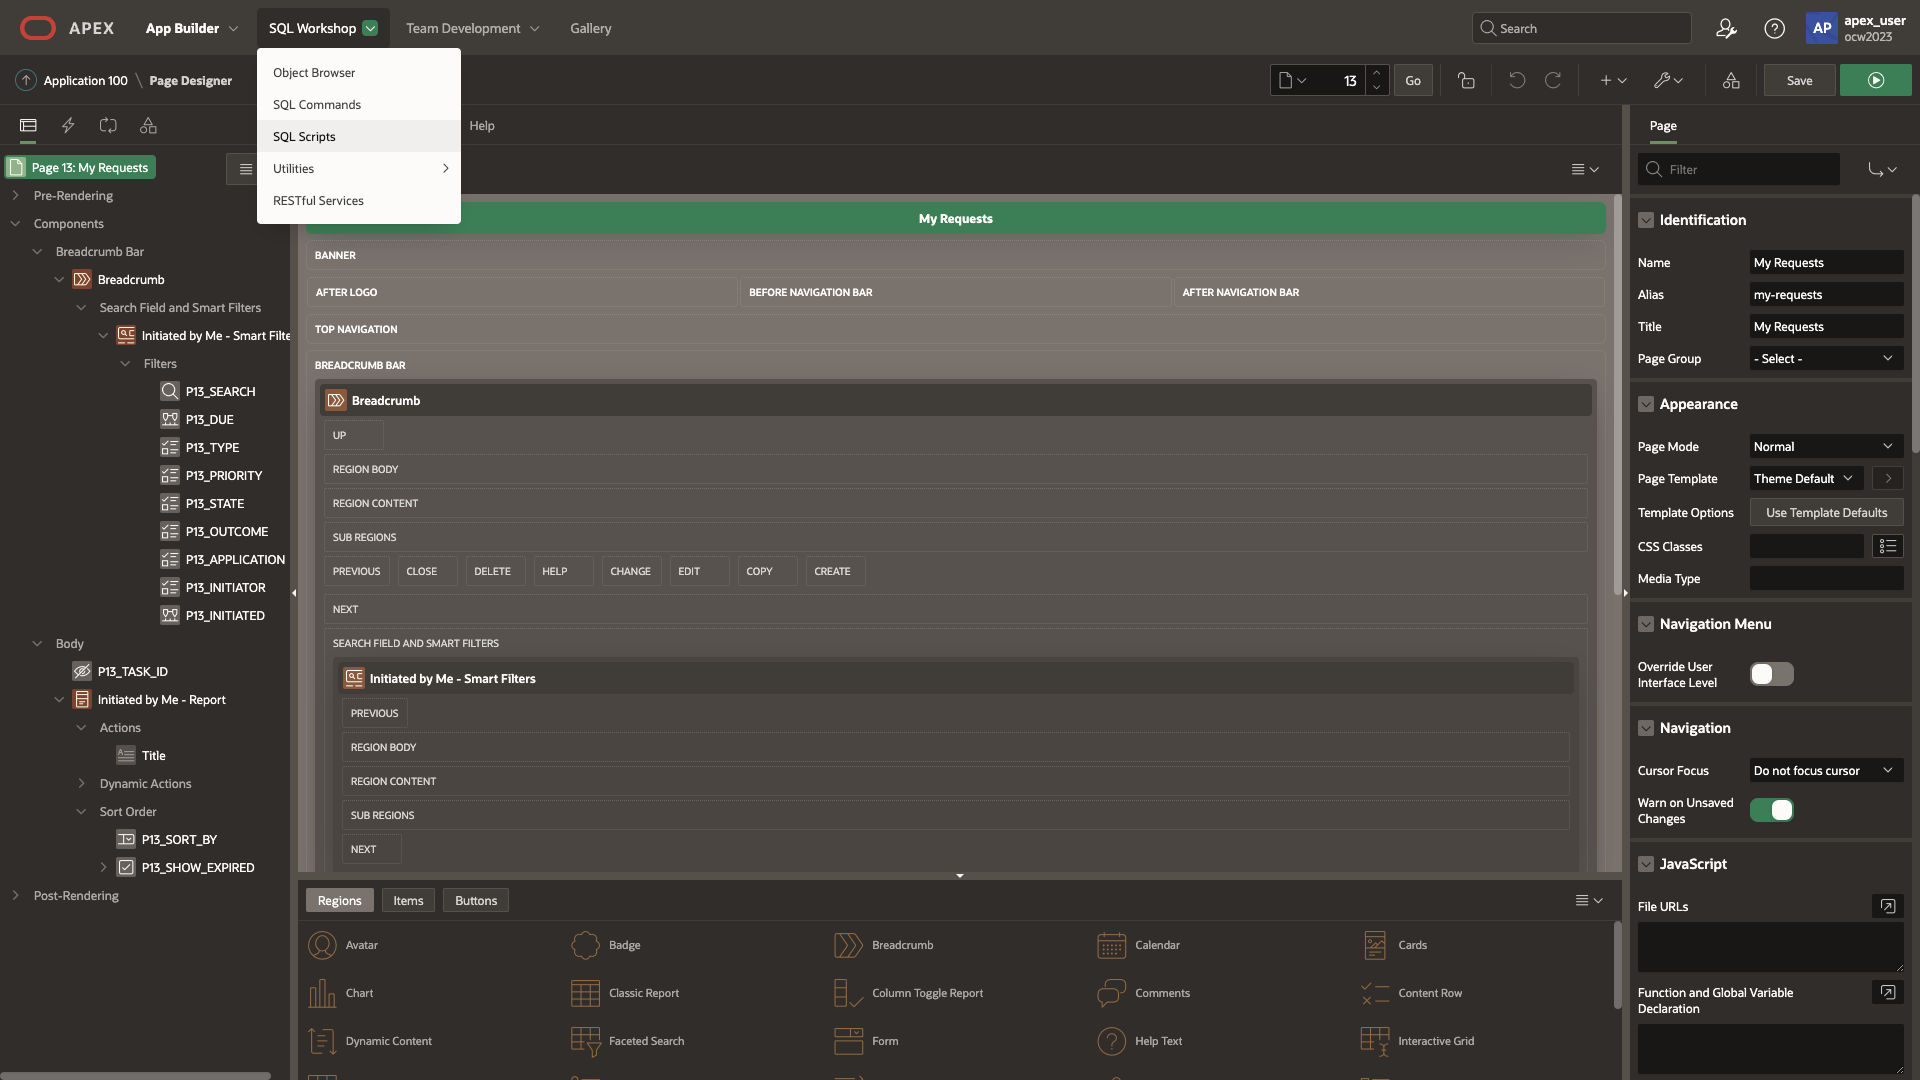 APEX
App Builder
SQL Workshop
Team Development
Gallery
Search
AP
apex_user
ocw2023
Object Browser
SQL Commands
SQL Scripts
Utilities
RESTful Services
Application 100 \ Page Designer
13
Go
Save
Help
Page
Page 13: My Requests
Pre-Rendering
Components
Breadcrumb Bar
Breadcrumb
Search Field and Smart Filters
Initiated by Me - Smart Filte
Filters
P13_SEARCH
P13_DUE
P13_TYPE
P13_PRIORITY
P13_STATE
P13_OUTCOME
P13_APPLICATION
P13_INITIATOR
P13_INITIATED
Body
P13_TASK_ID
Initiated by Me - Report
Actions
Title
Dynamic Actions
Sort Order
P13_SORT_BY
P13_SHOW_EXPIRED
Post-Rendering
My Requests
BANNER
AFTER LOGO
BEFORE NAVIGATION BAR
AFTER NAVIGATION BAR
TOP NAVIGATION
BREADCRUMB BAR
Breadcrumb
UP
REGION BODY
REGION CONTENT
SUB REGIONS
PREVIOUS
CLOSE
DELETE
HELP
CHANGE
EDIT
COPY
CREATE
NEXT
SEARCH FIELD AND SMART FILTERS
Initiated by Me - Smart Filters
PREVIOUS
REGION BODY
REGION CONTENT
SUB REGIONS
NEXT
Regions
Items
Buttons
Avatar
Badge
Breadcrumb
Calendar
Cards
Chart
Classic Report
Column Toggle Report
Comments
Content Row
Dynamic Content
Faceted Search
Form
Help Text
Interactive Grid
Filter
Identification
Name
My Requests
Alias
my-requests
Title
My Requests
Page Group
- Select -
Appearance
Page Mode
Normal
Page Template
Theme Default
Template Options
Use Template Defaults
CSS Classes
Media Type
Navigation Menu
Override User
Interface Level
Navigation
Cursor Focus
Do not focus cursor
Warn on Unsaved
Changes
JavaScript
File URLs
Function and Global Variable
Declaration